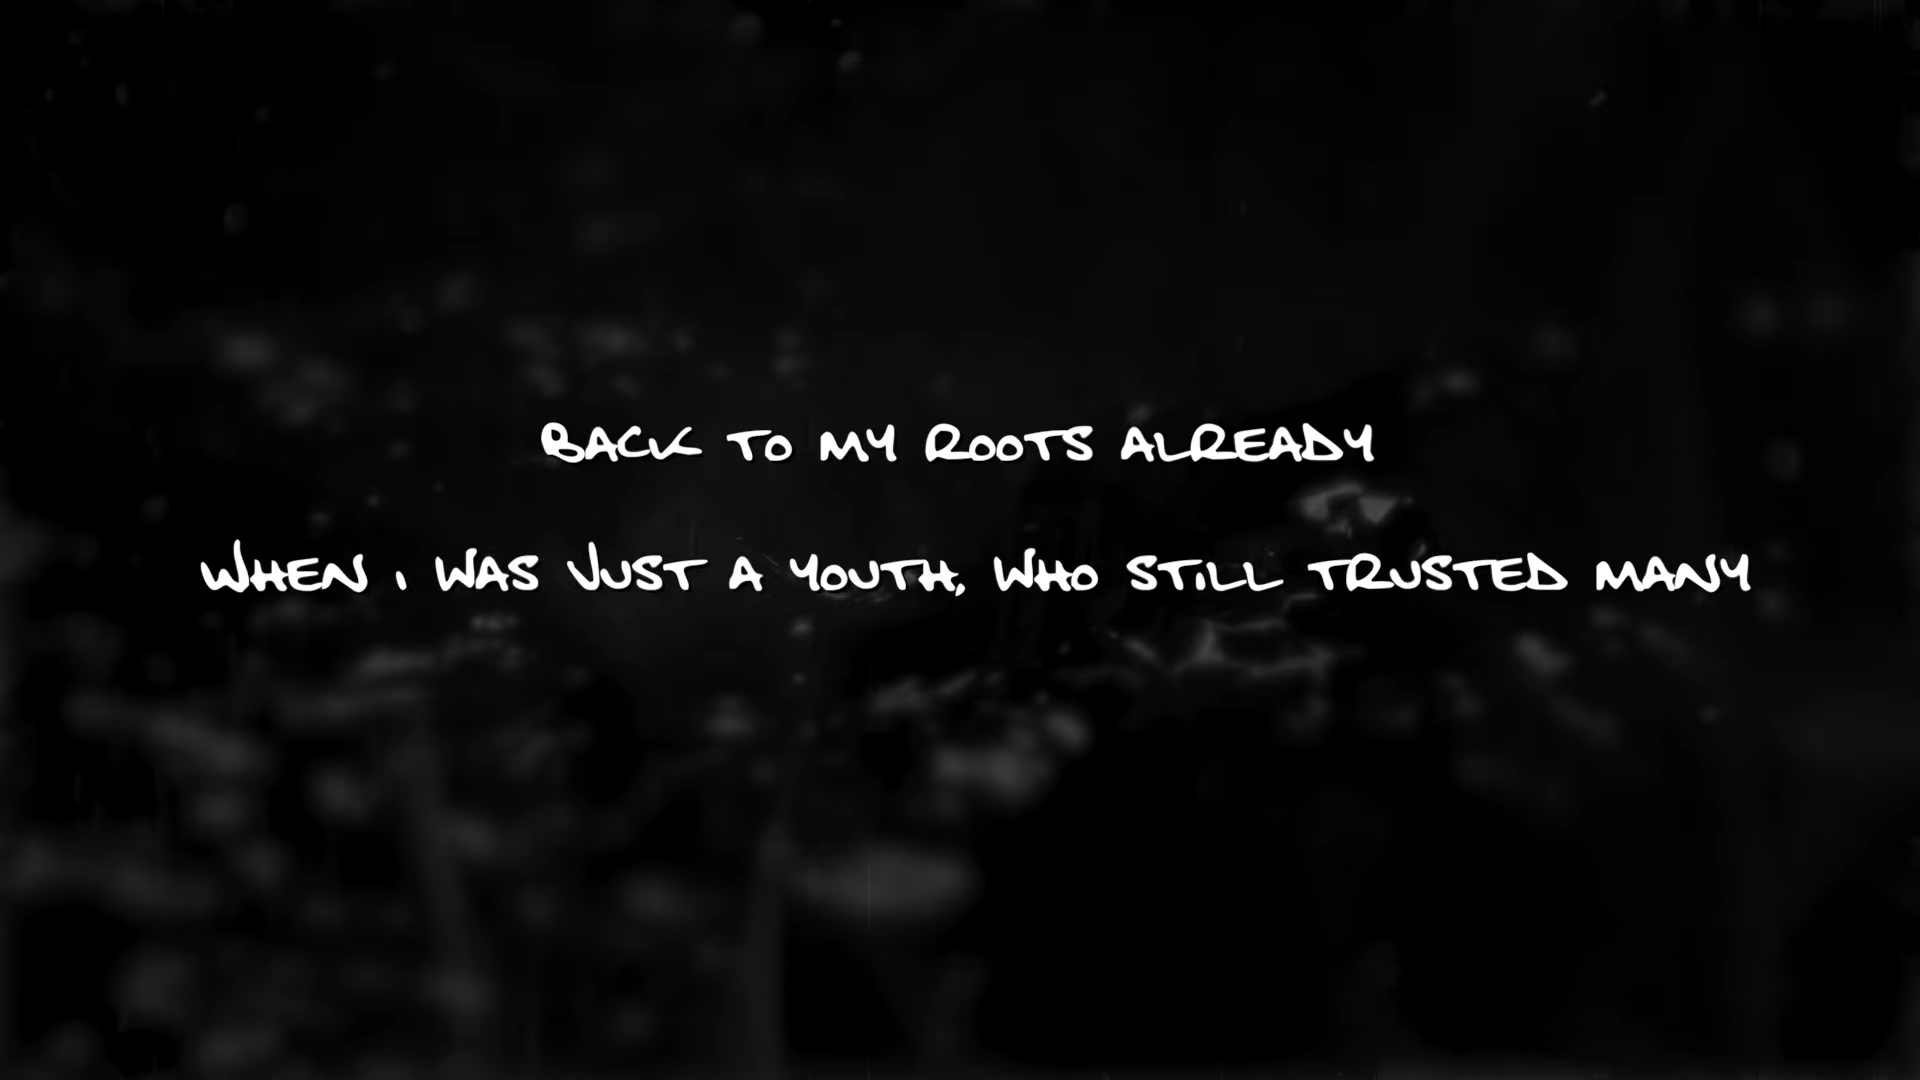 BACK TO MY ROOTS ALREADY
WHEN I WAS JUST A YOUTH, WHO STILL TRUSTED MANY